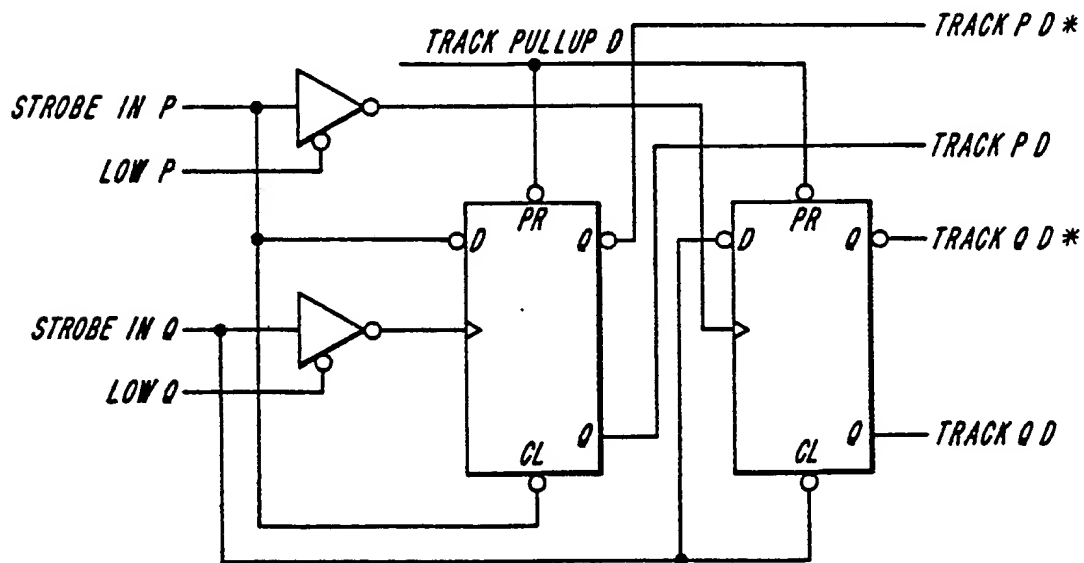 TRACK P D*
TRACK PULLUP D
STROBE IN P
TRACK P D
LOW P
PR
PR
D
Q
D
Q
TRACK Q D*
STROBE IN Q
LOW Q
Q
Q
TRACK Q D
CL
CL